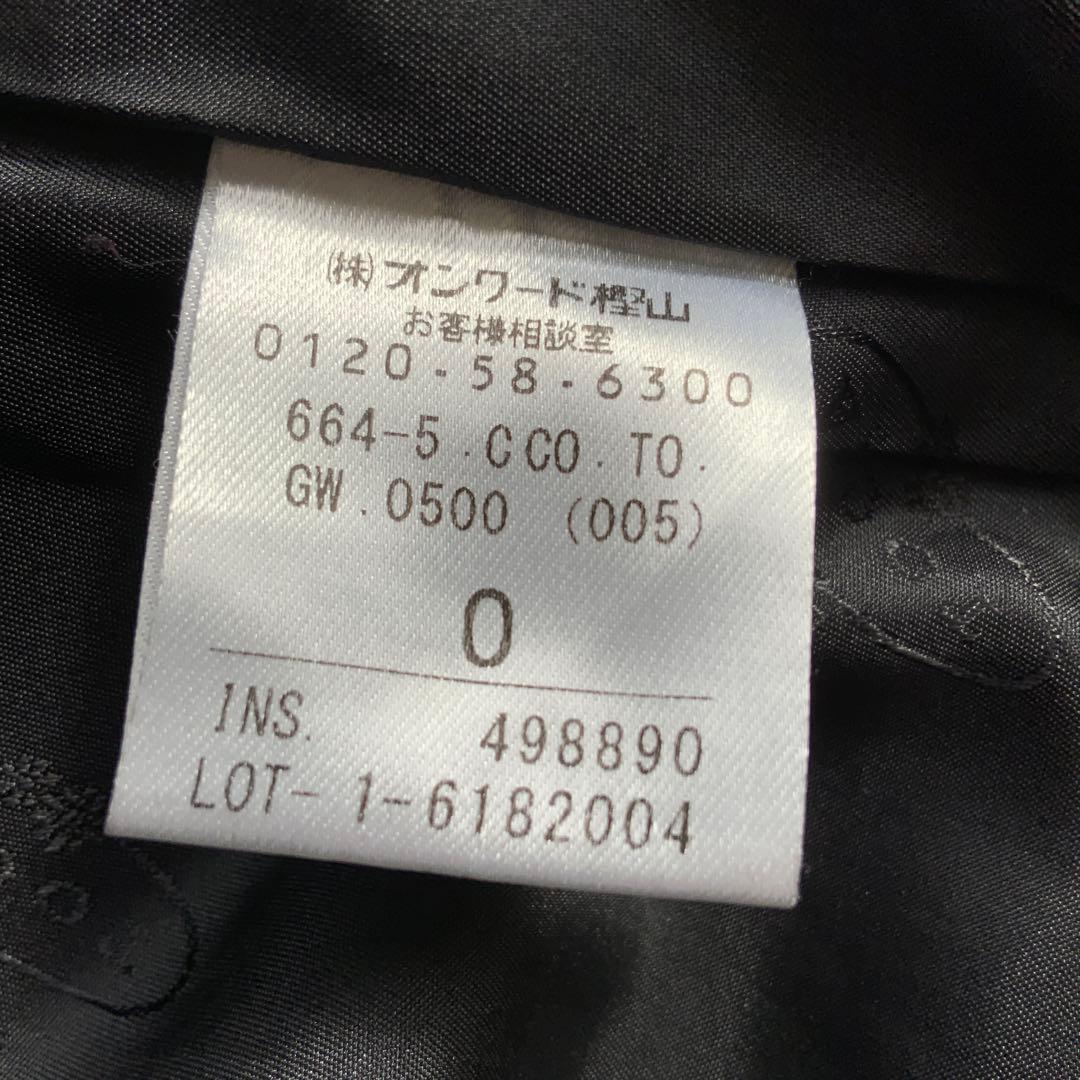 (株)オンワード樫山
お客様相談室
0120-58-6300
664-5.CCO.TO.
GW.0500 (005)
0
INS. 498890
LOT- 1-6182004